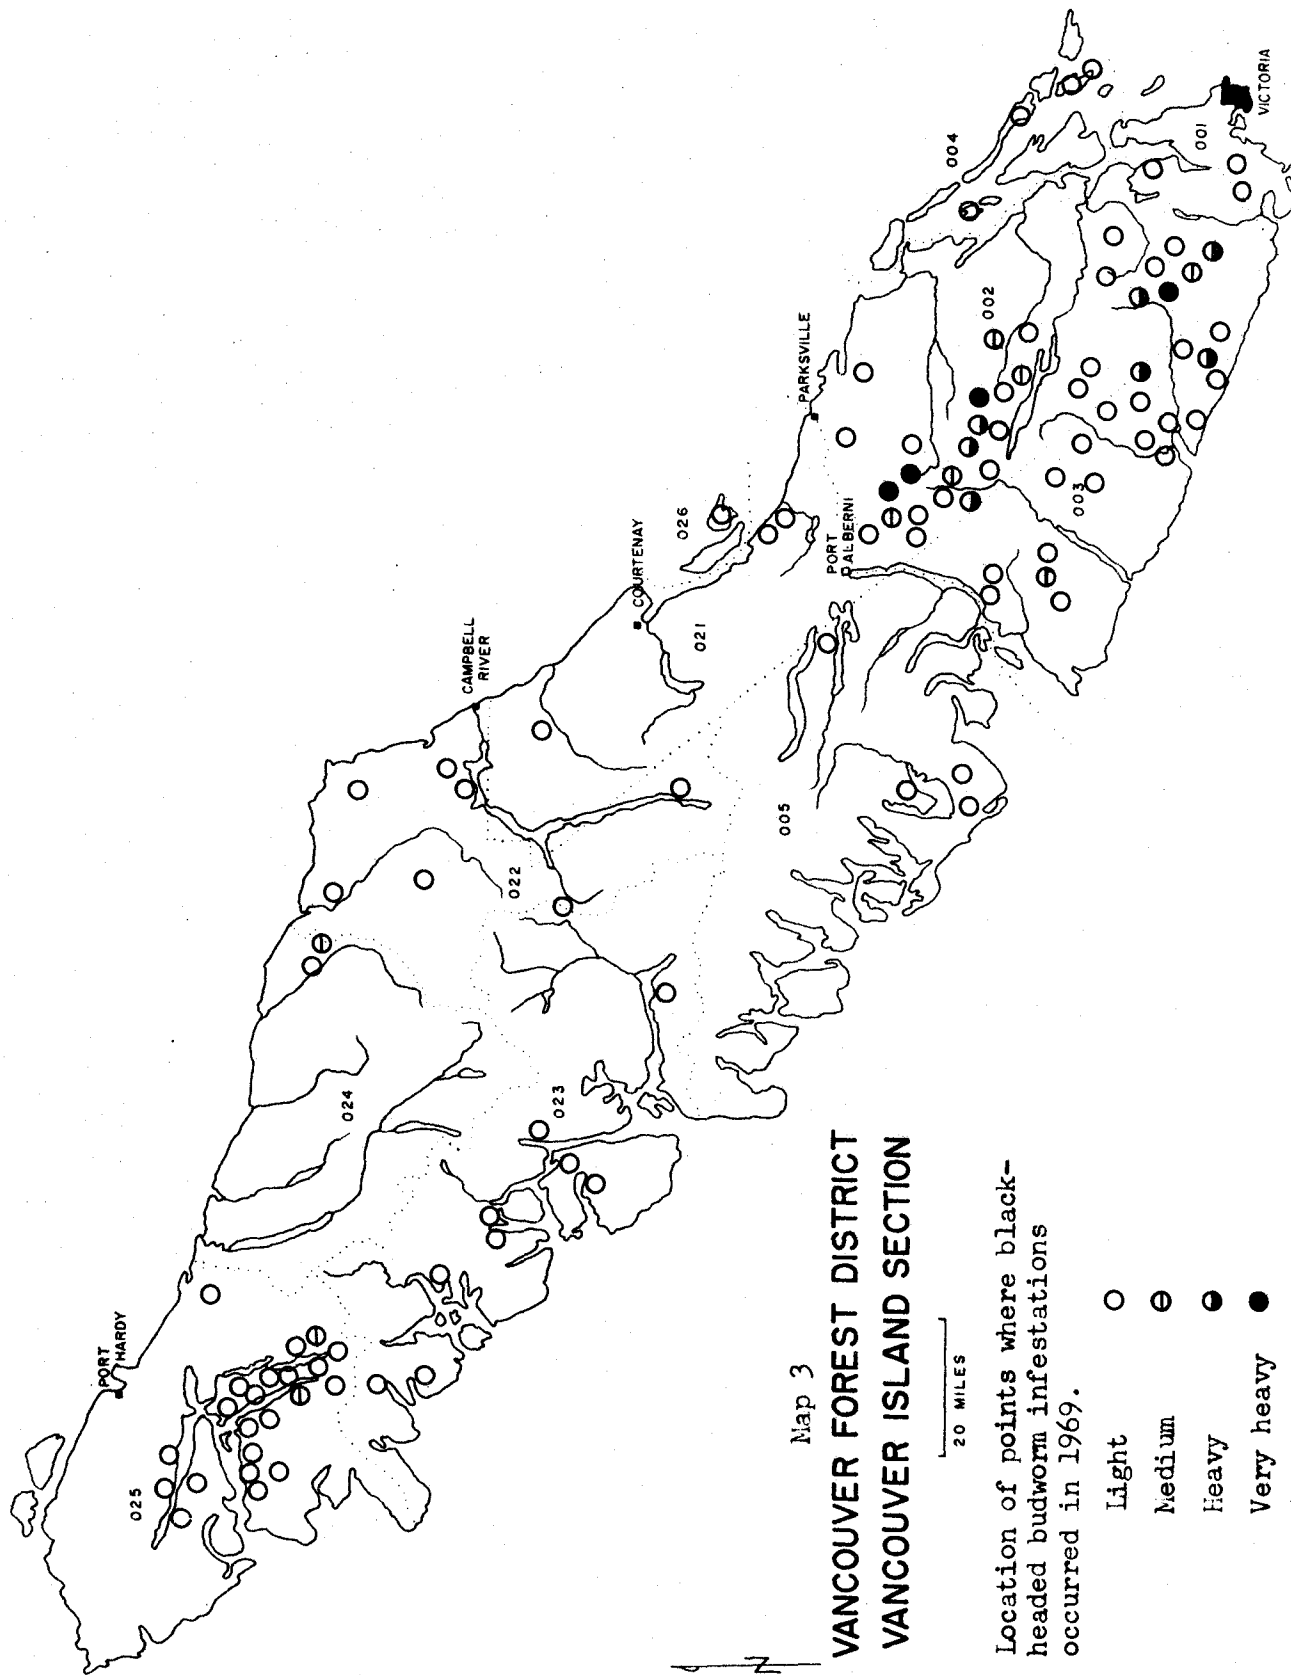 Map 3
VANCOUVER FOREST DISTRICT
VANCOUVER ISLAND SECTION
20 MILES
Location of points where black-
headed budworm infestations
occurred in 1969.
Light
Medium
Heavy
Very heavy
PORT
HARDY
025
024
023
022
CAMPBELL
RIVER
COURTENAY
021
026
005
PORT
ALBERNI
PARKSVILLE
002
003
004
001
VICTORIA